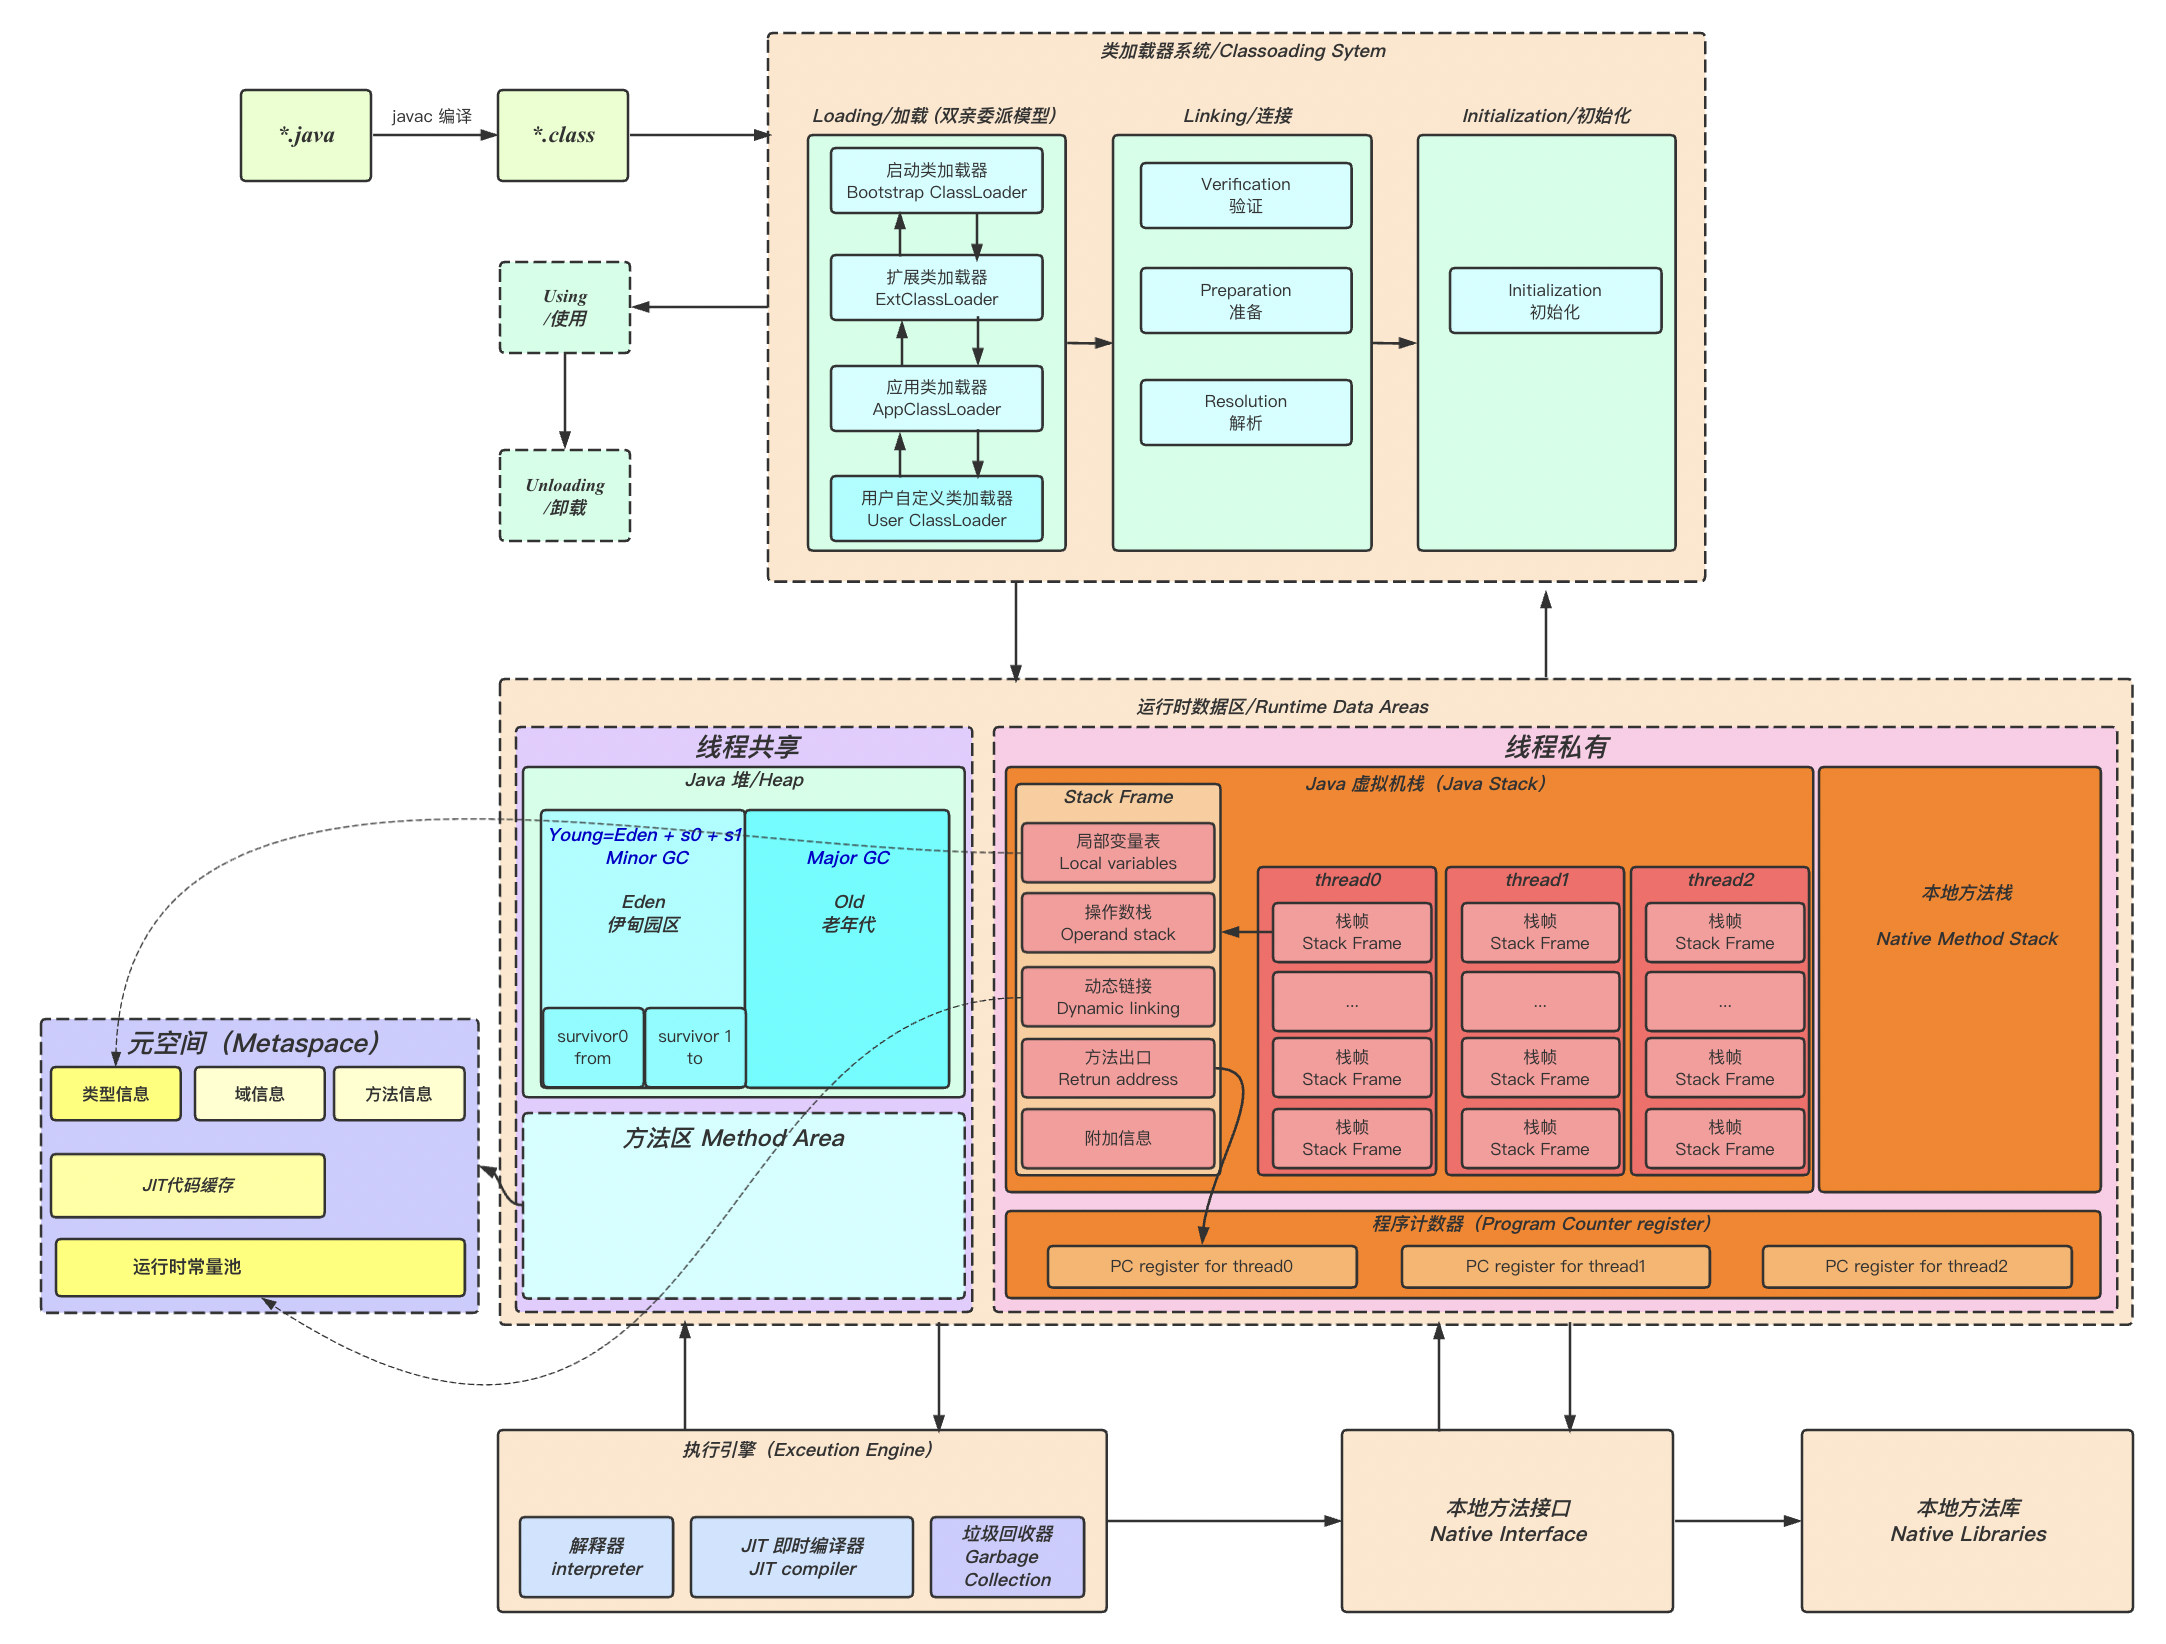 类加载器系统/Classoading Sytem
*.java
javac 编译
*.class
Loading/加载 (双亲委派模型)
启动类加载器
Bootstrap ClassLoader
扩展类加载器
ExtClassLoader
应用类加载器
AppClassLoader
用户自定义类加载器
User ClassLoader
Linking/连接
Verification
验证
Preparation
准备
Resolution
解析
Initialization/初始化
Initialization
初始化
Using
/使用
Unloading
/卸载
运行时数据区/Runtime Data Areas
线程共享
Java 堆/Heap
Young=Eden + s0 + s1
Minor GC
Eden
伊甸园区
survivor0
from
survivor 1
to
Major GC
Old
老年代
方法区 Method Area
元空间（Metaspace）
类型信息
域信息
方法信息
JIT代码缓存
运行时常量池
线程私有
Java 虚拟机栈（Java Stack）
Stack Frame
局部变量表
Local variables
操作数栈
Operand stack
动态链接
Dynamic linking
方法出口
Retrun address
附加信息
thread0
栈帧
Stack Frame
...
栈帧
Stack Frame
栈帧
Stack Frame
thread1
栈帧
Stack Frame
...
栈帧
Stack Frame
栈帧
Stack Frame
thread2
栈帧
Stack Frame
...
栈帧
Stack Frame
栈帧
Stack Frame
本地方法栈
Native Method Stack
程序计数器（Program Counter register）
PC register for thread0
PC register for thread1
PC register for thread2
执行引擎（Exceution Engine）
解释器
interpreter
JIT 即时编译器
JIT compiler
垃圾回收器
Garbage
Collection
本地方法接口
Native Interface
本地方法库
Native Libraries